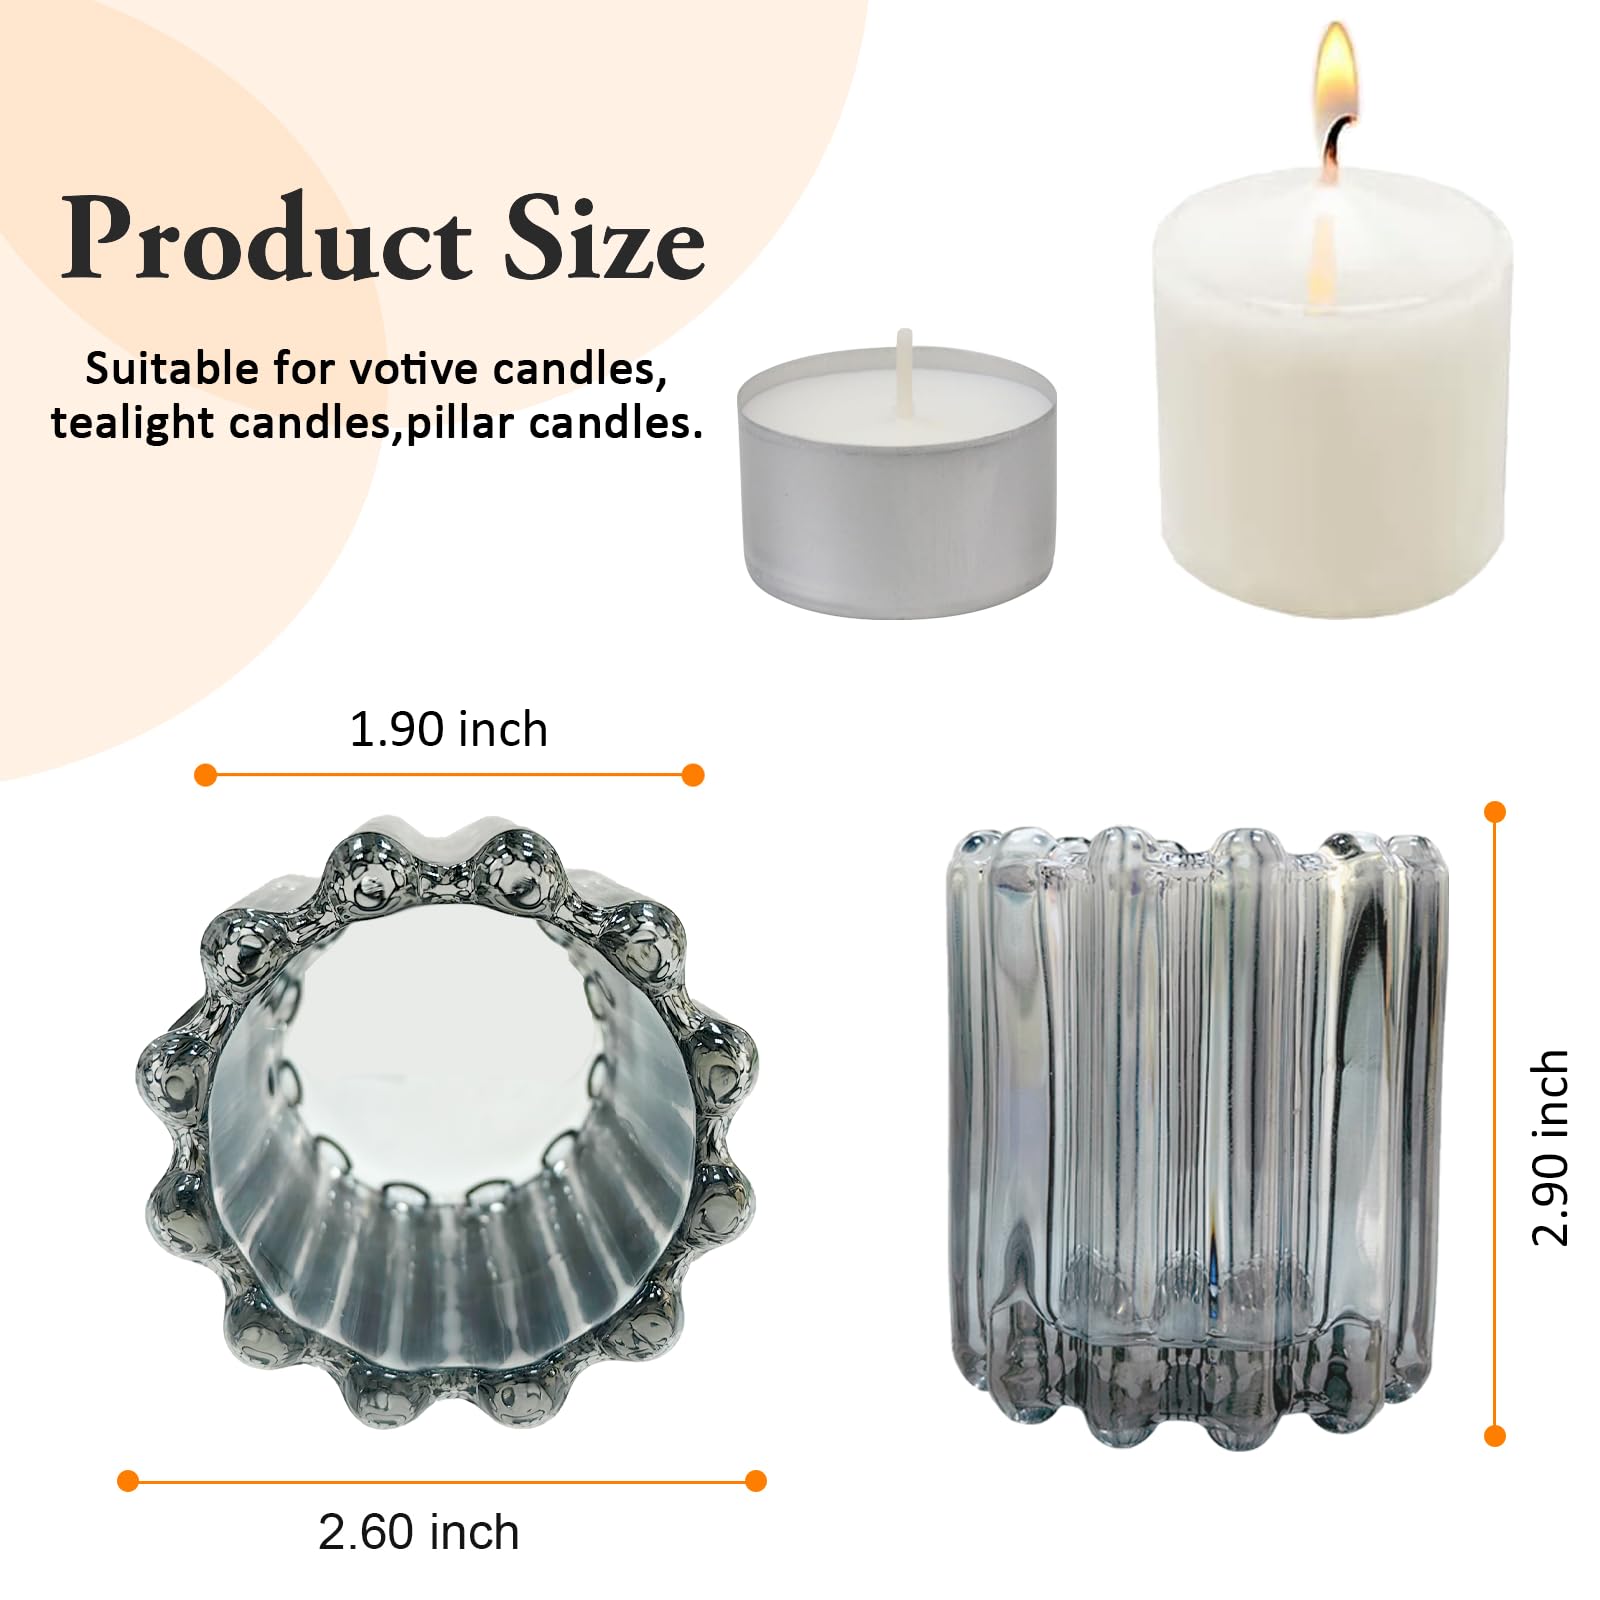 Product Size
Suitable for votive candles,
tealight candles,pillar candles.
1.90 inch
2.90 inch
2.60 inch